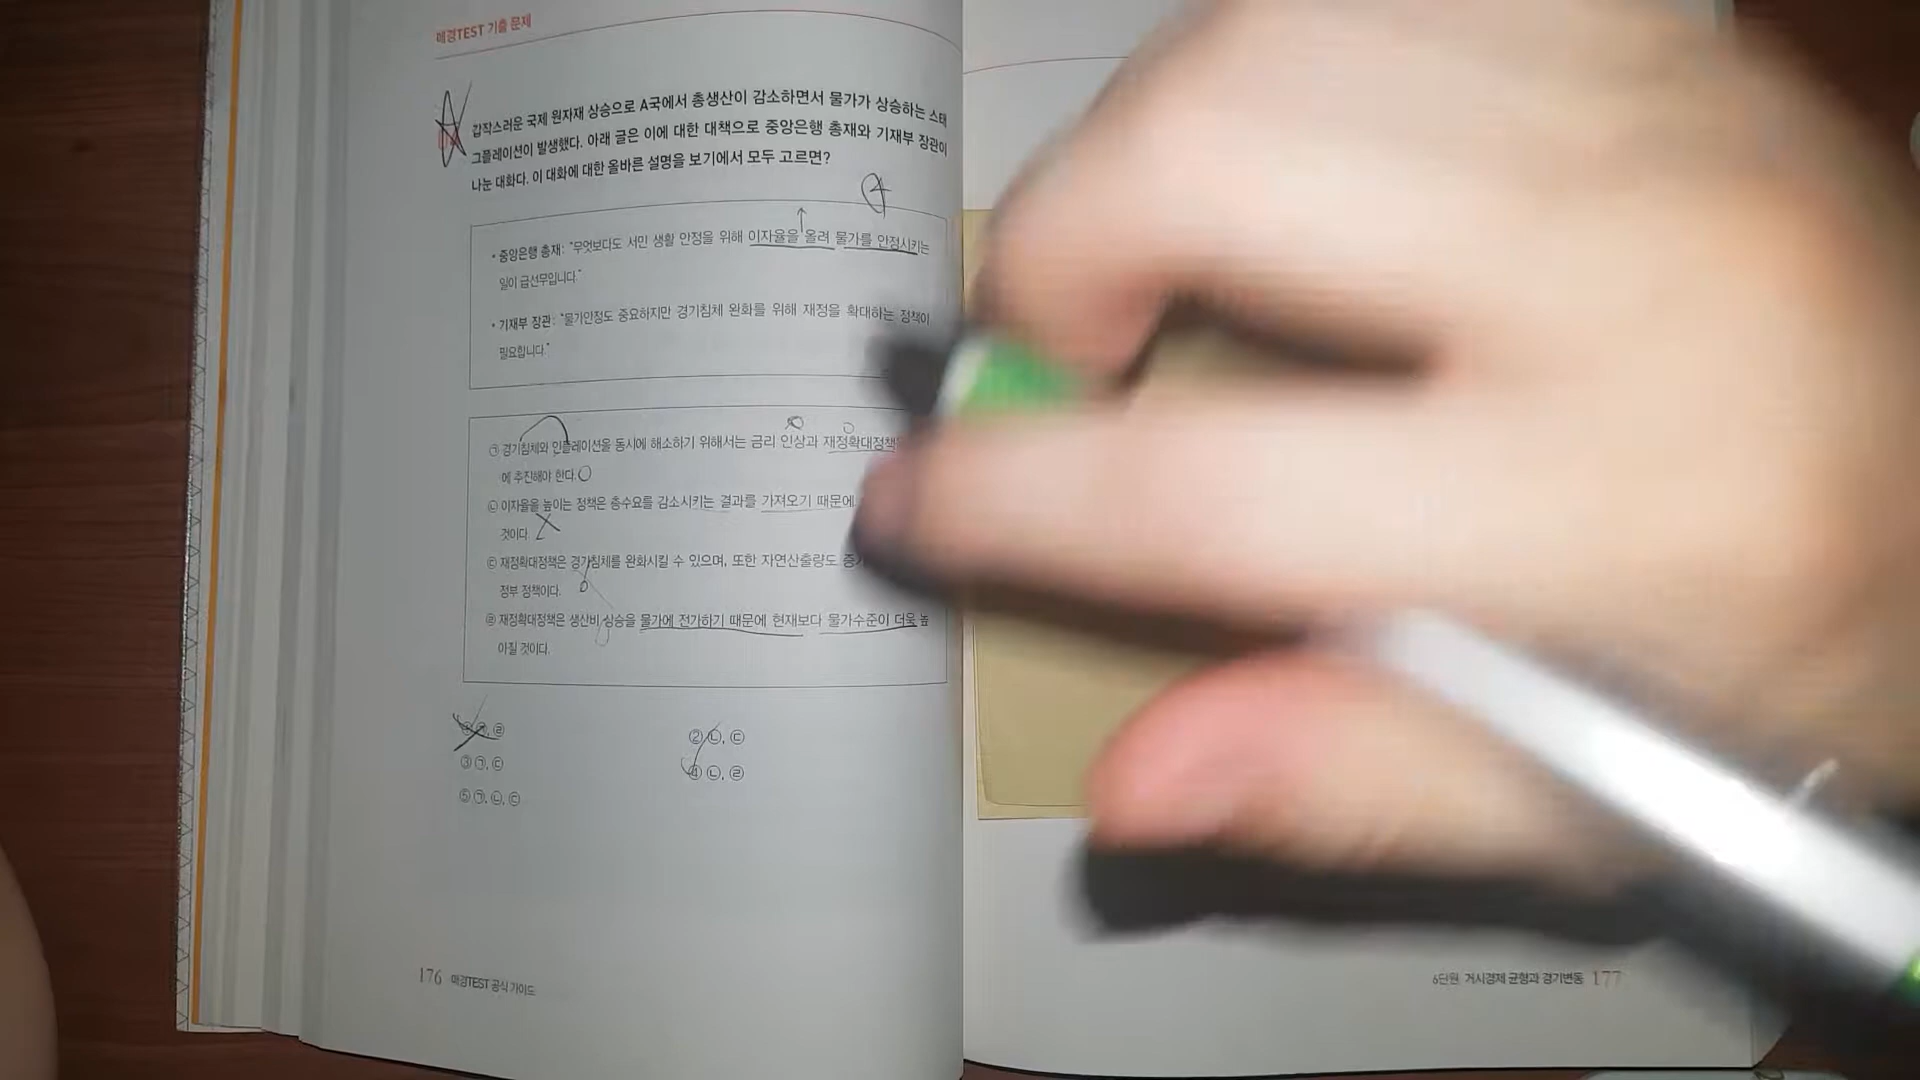 매경TEST 기출 문제
갑작스러운 국제 원자재 상승으로 A국에서 총생산이 감소하면서 물가가 상승하는 스태
그플레이션이 발생했다. 아래 글은 이에 대한 대책으로 중앙은행 총재와 기재부 장관이
나눈 대화다. 이 대화에 대한 올바른 설명을 보기에서 모두 고르면?
④
• 중앙은행 총재: "무엇보다도 서민 생활 안정을 위해 이자율을 올려 물가를 안정시키는
일이 급선무입니다."
• 기재부 장관: "물가안정도 중요하지만 경기침체 완화를 위해 재정을 확대하는 정책이
필요합니다."
㉠ 경기침체와 인플레이션을 동시에 해소하기 위해서는 금리 인상과 재정확대정책
에 추진해야 한다.
㉡ 이자율을 높이는 정책은 총수요를 감소시키는 결과를 가져오기 때문에
것이다.
㉢ 재정확대정책은 경기침체를 완화시킬 수 있으며, 또한 자연산출량도
정부 정책이다.
㉣ 재정확대정책은 생산비 상승을 물가에 전가하기 때문에 현재보다 물가수준이 더욱 높
아질 것이다.
① ㉠, ㉣
② ㉡, ㉢
③ ㉠, ㉢
④ ㉡, ㉣
⑤ ㉠, ㉡, ㉢
176 매경TEST 공식 가이드
6단원 거시경제 균형과 경기변동 177